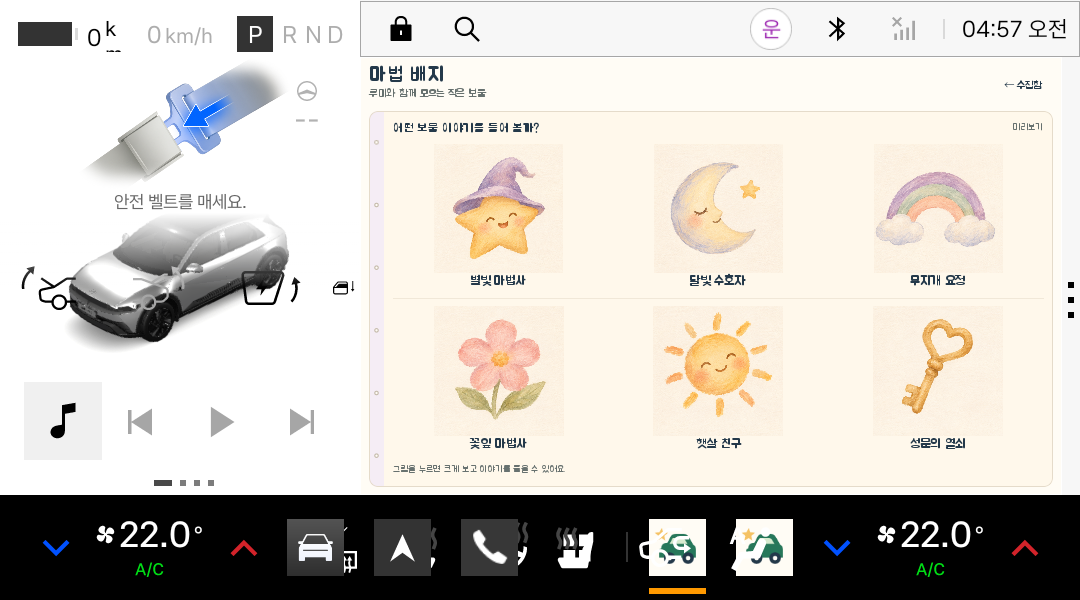 0 k
m
0 km/h
P R N D
04:57 오전
운
안전 벨트를 매세요.
마법 배지
루미와 함께 모으는 작은 보물
← 수집함
어떤 보물 이야기를 들어 볼까?
미리보기
별빛 마법사
달빛 수호자
무지개 요정
꽃잎 마법사
햇살 친구
성문의 열쇠
그림을 누르면 크게 보고 이야기를 들을 수 있어요
22.0°
A/C
22.0°
A/C